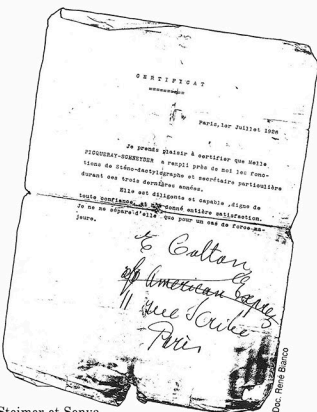 CERTIFICAT
Paris, 1er Juillet 1926
Je prends plaisir à certifier que Melle
PICQUERAY-SCHNEYDER a rempli près de moi les fonc-
tions de Sténo-dactylographe et secrétaire particulière
durant ces trois dernières années.
Elle est diligente et capable, digne de
toute confiance, et m'a donné entière satisfaction.
Je ne me sépare d'elle que pour un cas de force ma-
jeure.
E Colton
c/o American Express
11 rue Scribe
Paris
Doc. René Bianco
Steimer et Senya